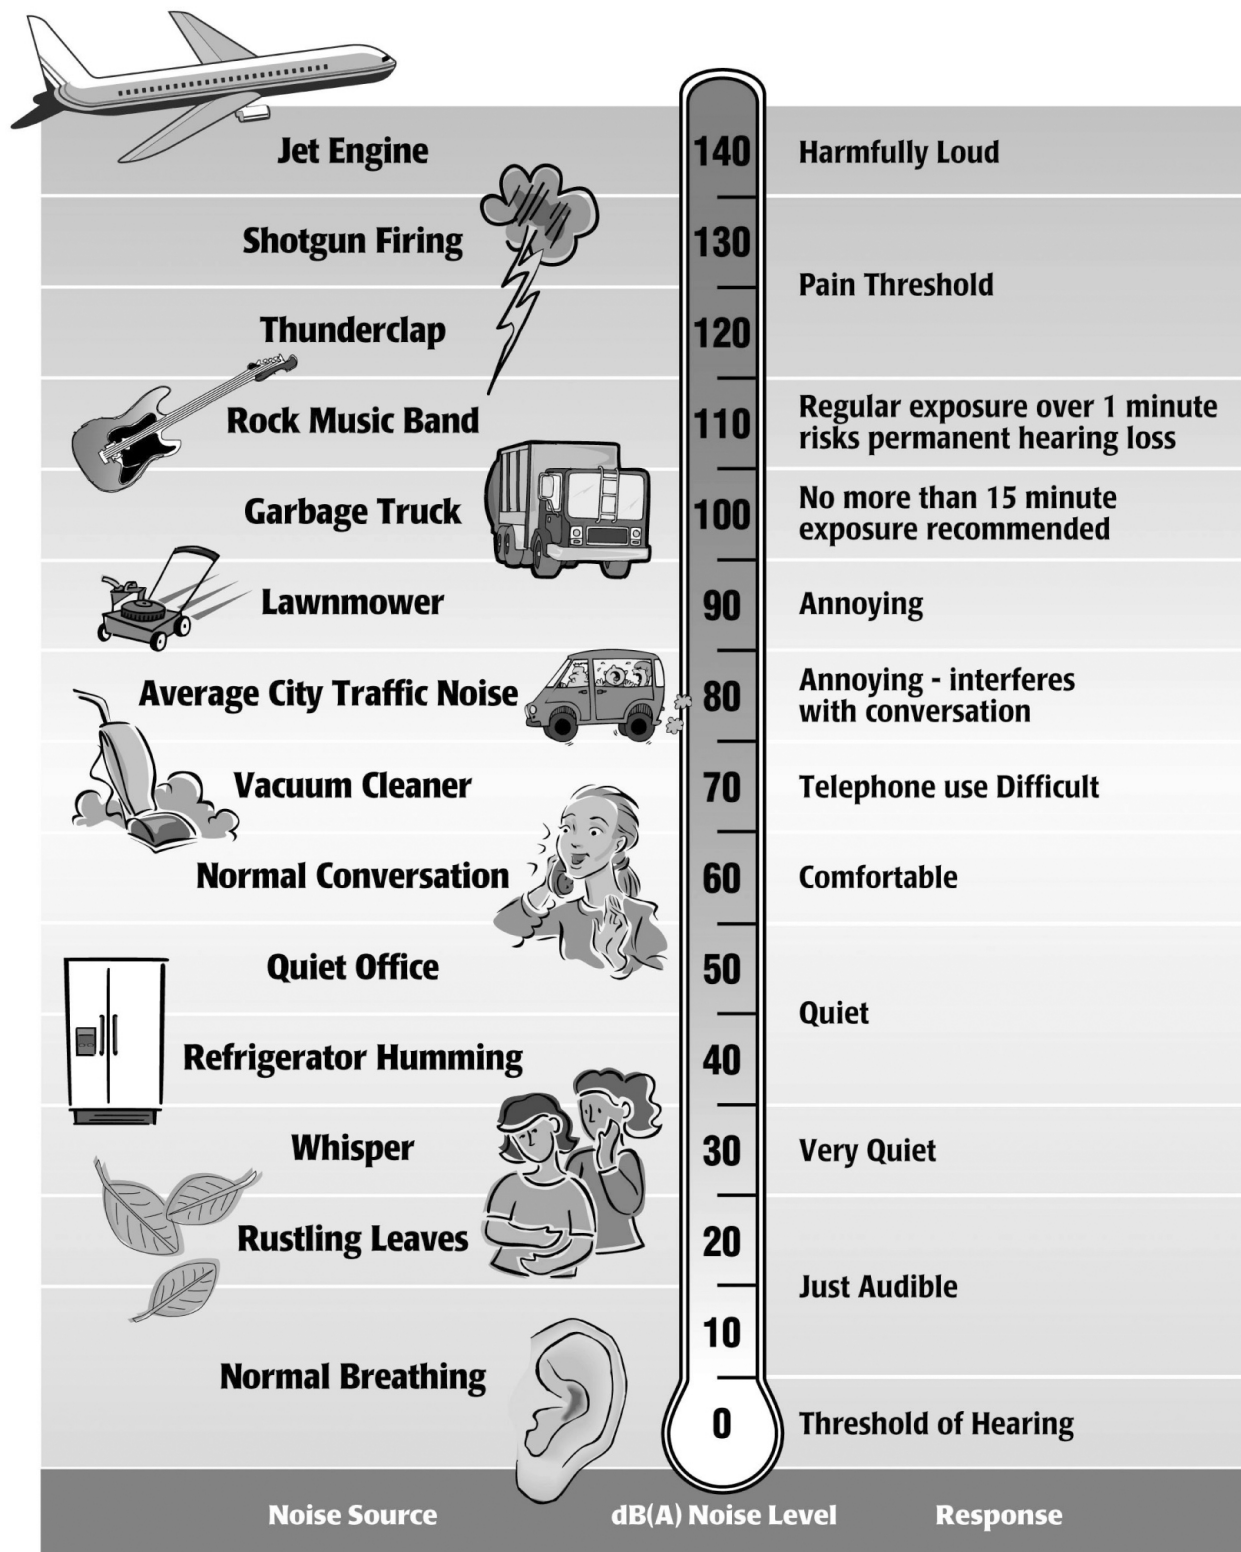 Jet Engine
140
Harmfully Loud
Shotgun Firing
130
Pain Threshold
Thunderclap
120
Rock Music Band
110
Regular exposure over 1 minute
risks permanent hearing loss
Garbage Truck
100
No more than 15 minute
exposure recommended
Lawnmower
90
Annoying
Average City Traffic Noise
80
Annoying - interferes
with conversation
Vacuum Cleaner
70
Telephone use Difficult
Normal Conversation
60
Comfortable
Quiet Office
50
Quiet
Refrigerator Humming
40
Whisper
30
Very Quiet
Rustling Leaves
20
Just Audible
10
Normal Breathing
0
Threshold of Hearing
Noise Source
dB(A) Noise Level
Response